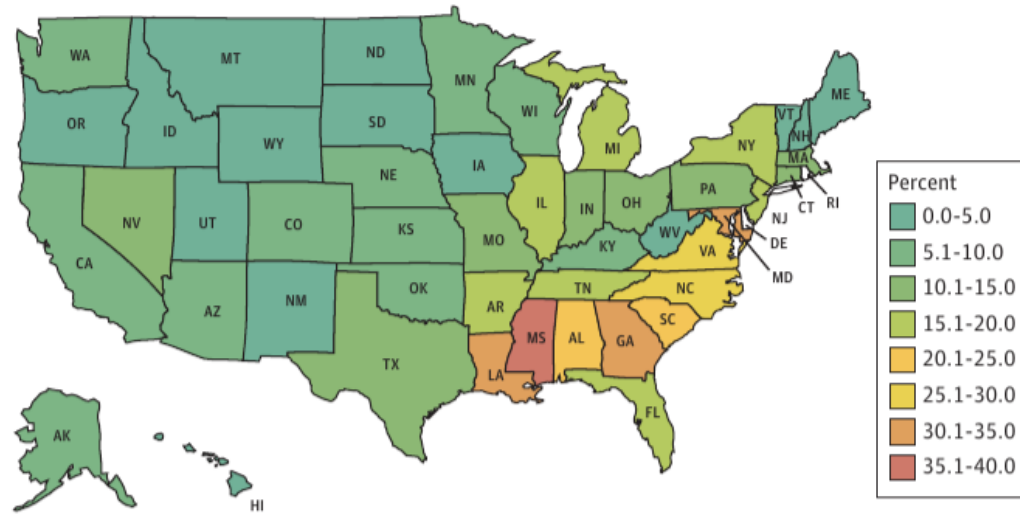 WA
MT
ND
MN
ME
OR
ID
SD
WI
VT
NH
WY
MI
NY
MA
IA
NE
PA
CT
RI
NV
UT
CO
IL
IN
OH
NJ
CA
KS
MO
KY
WV
VA
DE
MD
AZ
NM
OK
AR
TN
NC
SC
TX
LA
MS
AL
GA
FL
AK
HI
Percent
0.0-5.0
5.1-10.0
10.1-15.0
15.1-20.0
20.1-25.0
25.1-30.0
30.1-35.0
35.1-40.0